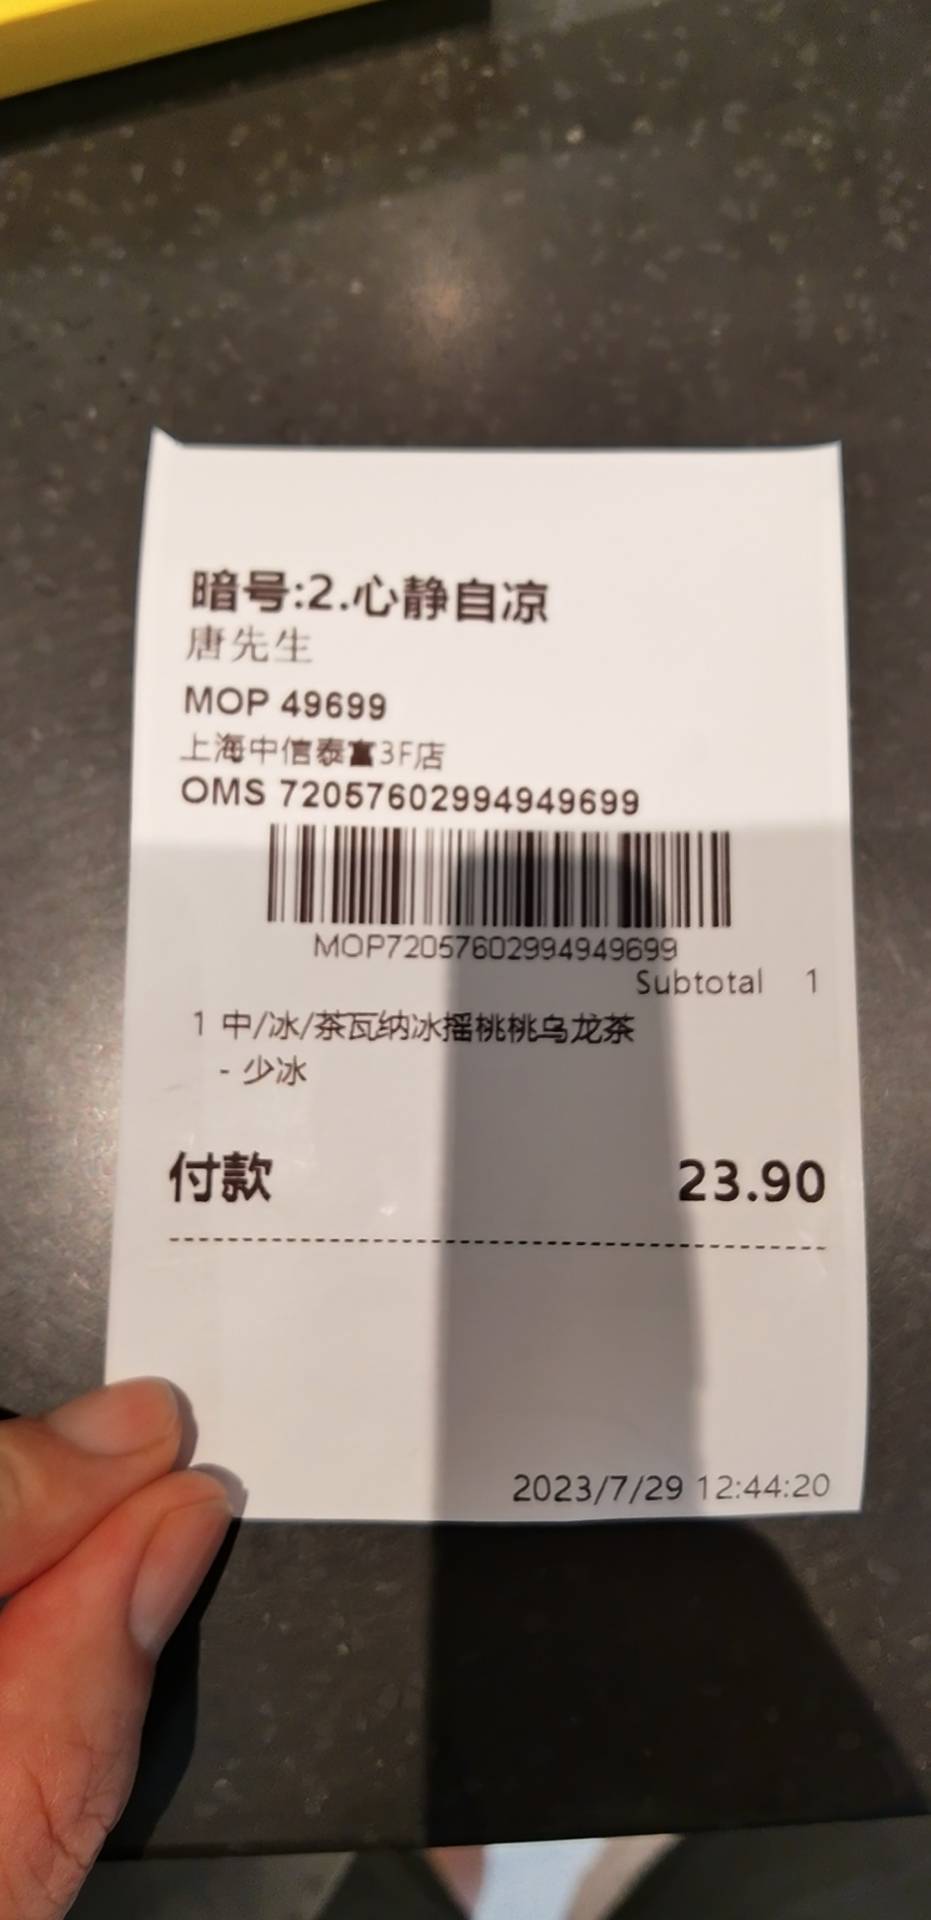 暗号:2.心静自凉
唐先生
MOP 49699
上海中信泰富3F店
OMS 72057602994949699
MOP72057602994949699
Subtotal 1
1 中/冰/茶瓦纳冰摇桃桃乌龙茶
- 少冰
付款 23.90
2023/7/29 12:44:20